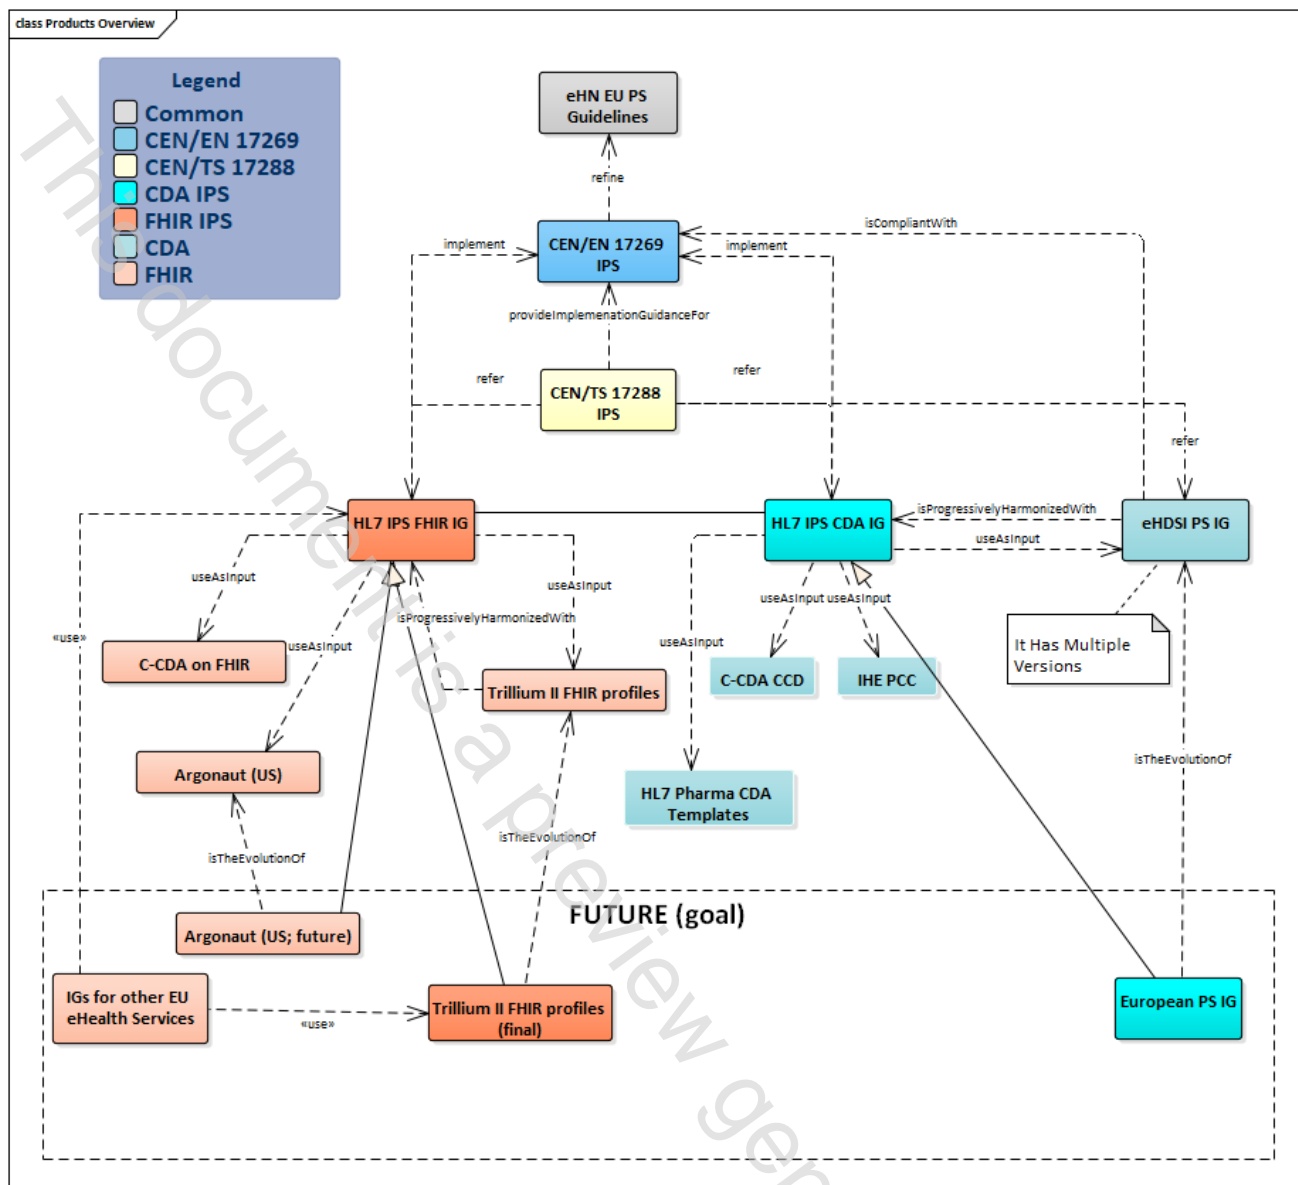 class Products Overview
Legend
Common
CEN/EN 17269
CEN/TS 17288
CDA IPS
FHIR IPS
CDA
FHIR
eHN EU PS
Guidelines
refine
isCompliantWith
CEN/EN 17269
IPS
implement
implement
provideImplemenationGuidanceFor
CEN/TS 17288
IPS
refer
refer
refer
HL7 IPS FHIR IG
HL7 IPS CDA IG
eHDSI PS IG
isProgressivelyHarmonizedWith
useAsInput
useAsInput
useAsInput
useAsInput
useAsInput
isProgressivelyHarmonizedWith
«use»
useAsInput
useAsInput
It Has Multiple
Versions
C-CDA on FHIR
Trillium II FHIR profiles
C-CDA CCD
IHE PCC
Argonaut (US)
HL7 Pharma CDA
Templates
isTheEvolutionOf
isTheEvolutionOf
isTheEvolutionOf
FUTURE (goal)
Argonaut (US; future)
IGs for other EU
eHealth Services
«use»
Trillium II FHIR profiles
(final)
European PS IG
This document is a preview gen